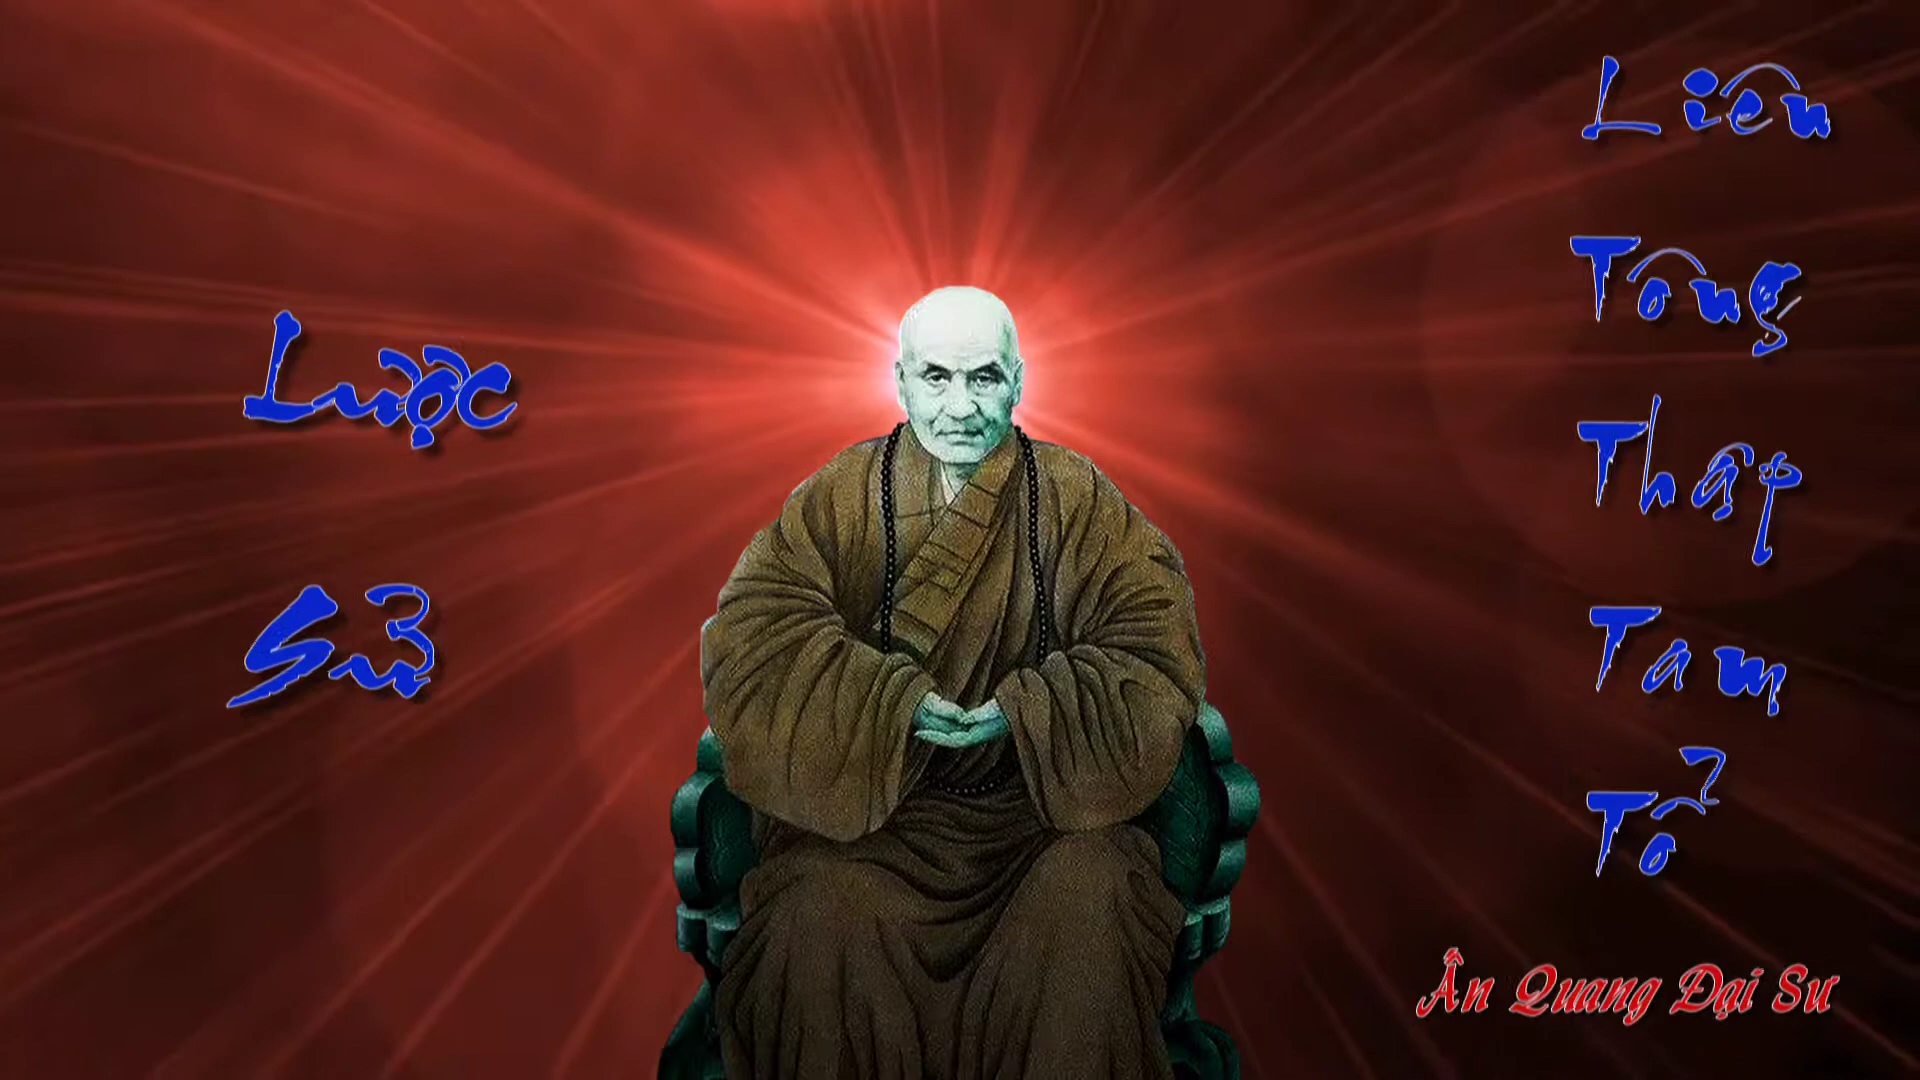 Lược
Sử
Liên
Tông
Thập
Tam
Tổ
Ấn Quang Đại Sư